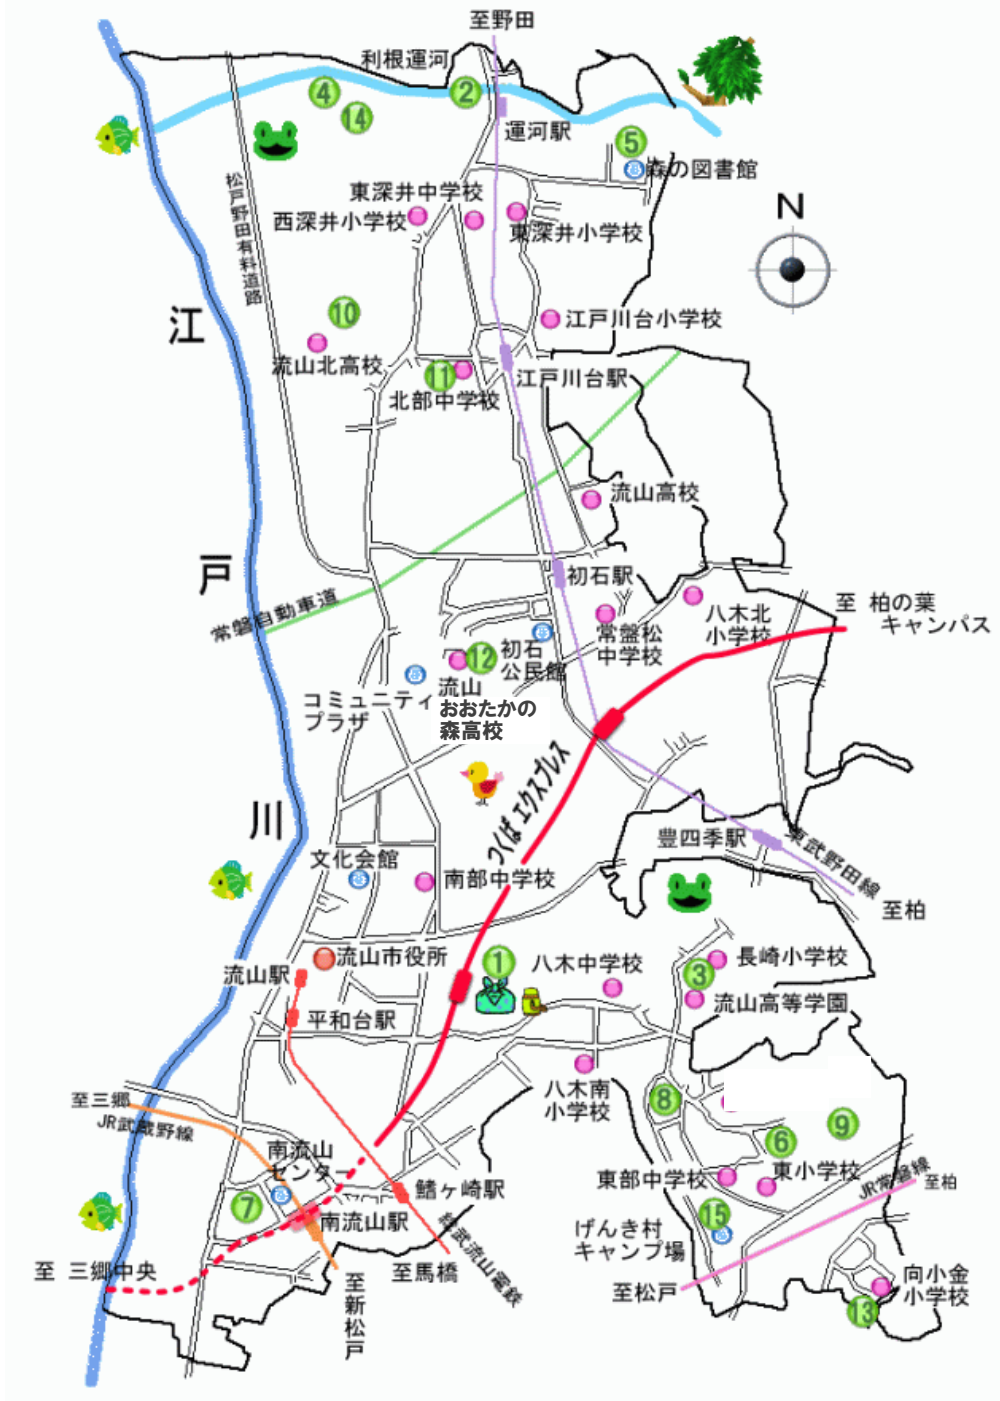 至野田
利根運河
④
②
⑭
運河駅
⑤
森の図書館
松戸野田有料道路
東深井中学校
西深井小学校
東深井小学校
N
江
⑩
江戸川台小学校
流山北高校
江戸川台駅
⑪
北部中学校
流山高校
戸
初石駅
常磐自動車道
八木北
小学校
至 柏の葉
キャンパス
常盤松
中学校
初石
公民館
⑫
コミュニティ
プラザ
流山
おおたかの
森高校
つくばエクスプレス
川
豊四季駅
東武野田線
至柏
文化会館
南部中学校
流山市役所
流山駅
①
八木中学校
長崎小学校
③
流山高等学園
平和台駅
八木南
小学校
至三郷
JR武蔵野線
⑧
⑨
⑥
南流山
センター
東部中学校
東小学校
JR常磐線
至柏
鰭ヶ崎駅
⑦
南流山駅
⑮
げんき村
キャンプ場
総武流山電鉄
至 三郷中央
至馬橋
至新松戸
至松戸
向小金
小学校
⑬